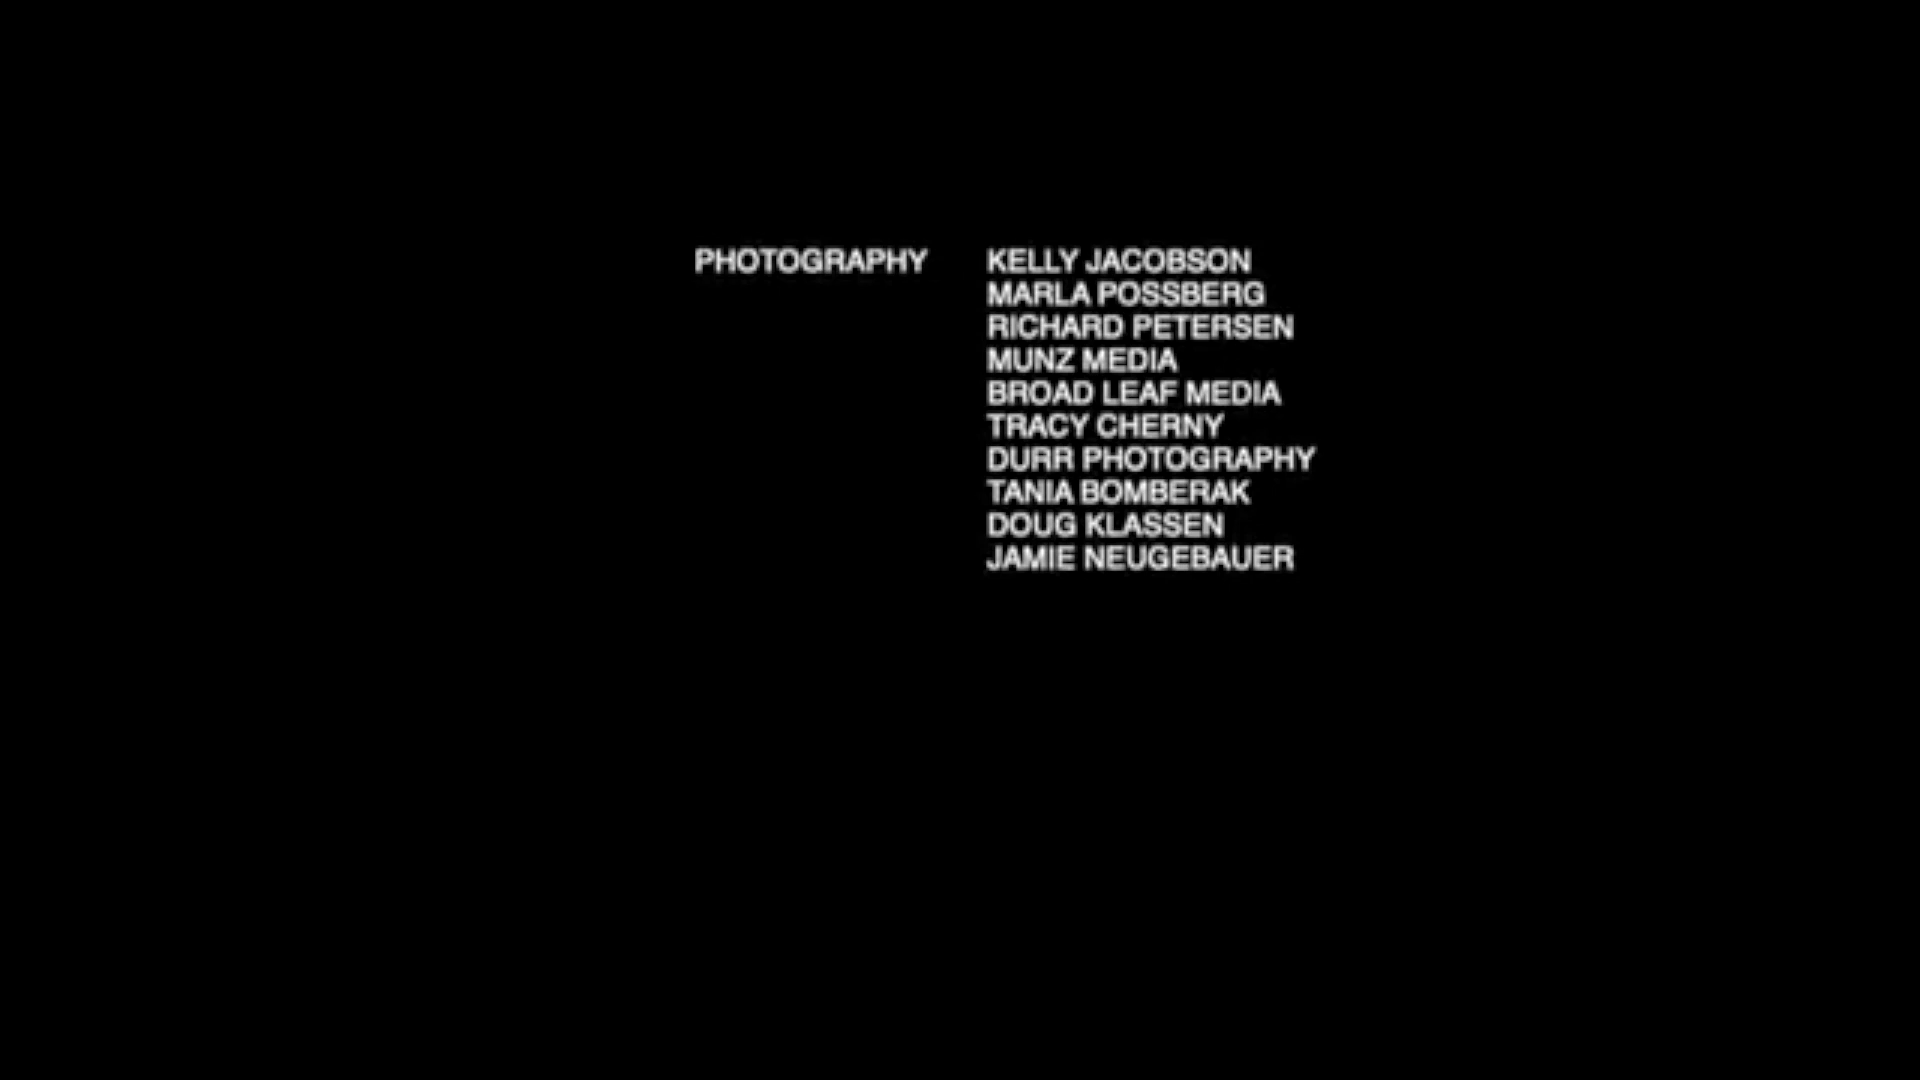 PHOTOGRAPHY KELLY JACOBSON
MARLA POSSBERG
RICHARD PETERSEN
MUNZ MEDIA
BROAD LEAF MEDIA
TRACY CHERNY
DURR PHOTOGRAPHY
TANIA BOMBERAK
DOUG KLASSEN
JAMIE NEUGEBAUER